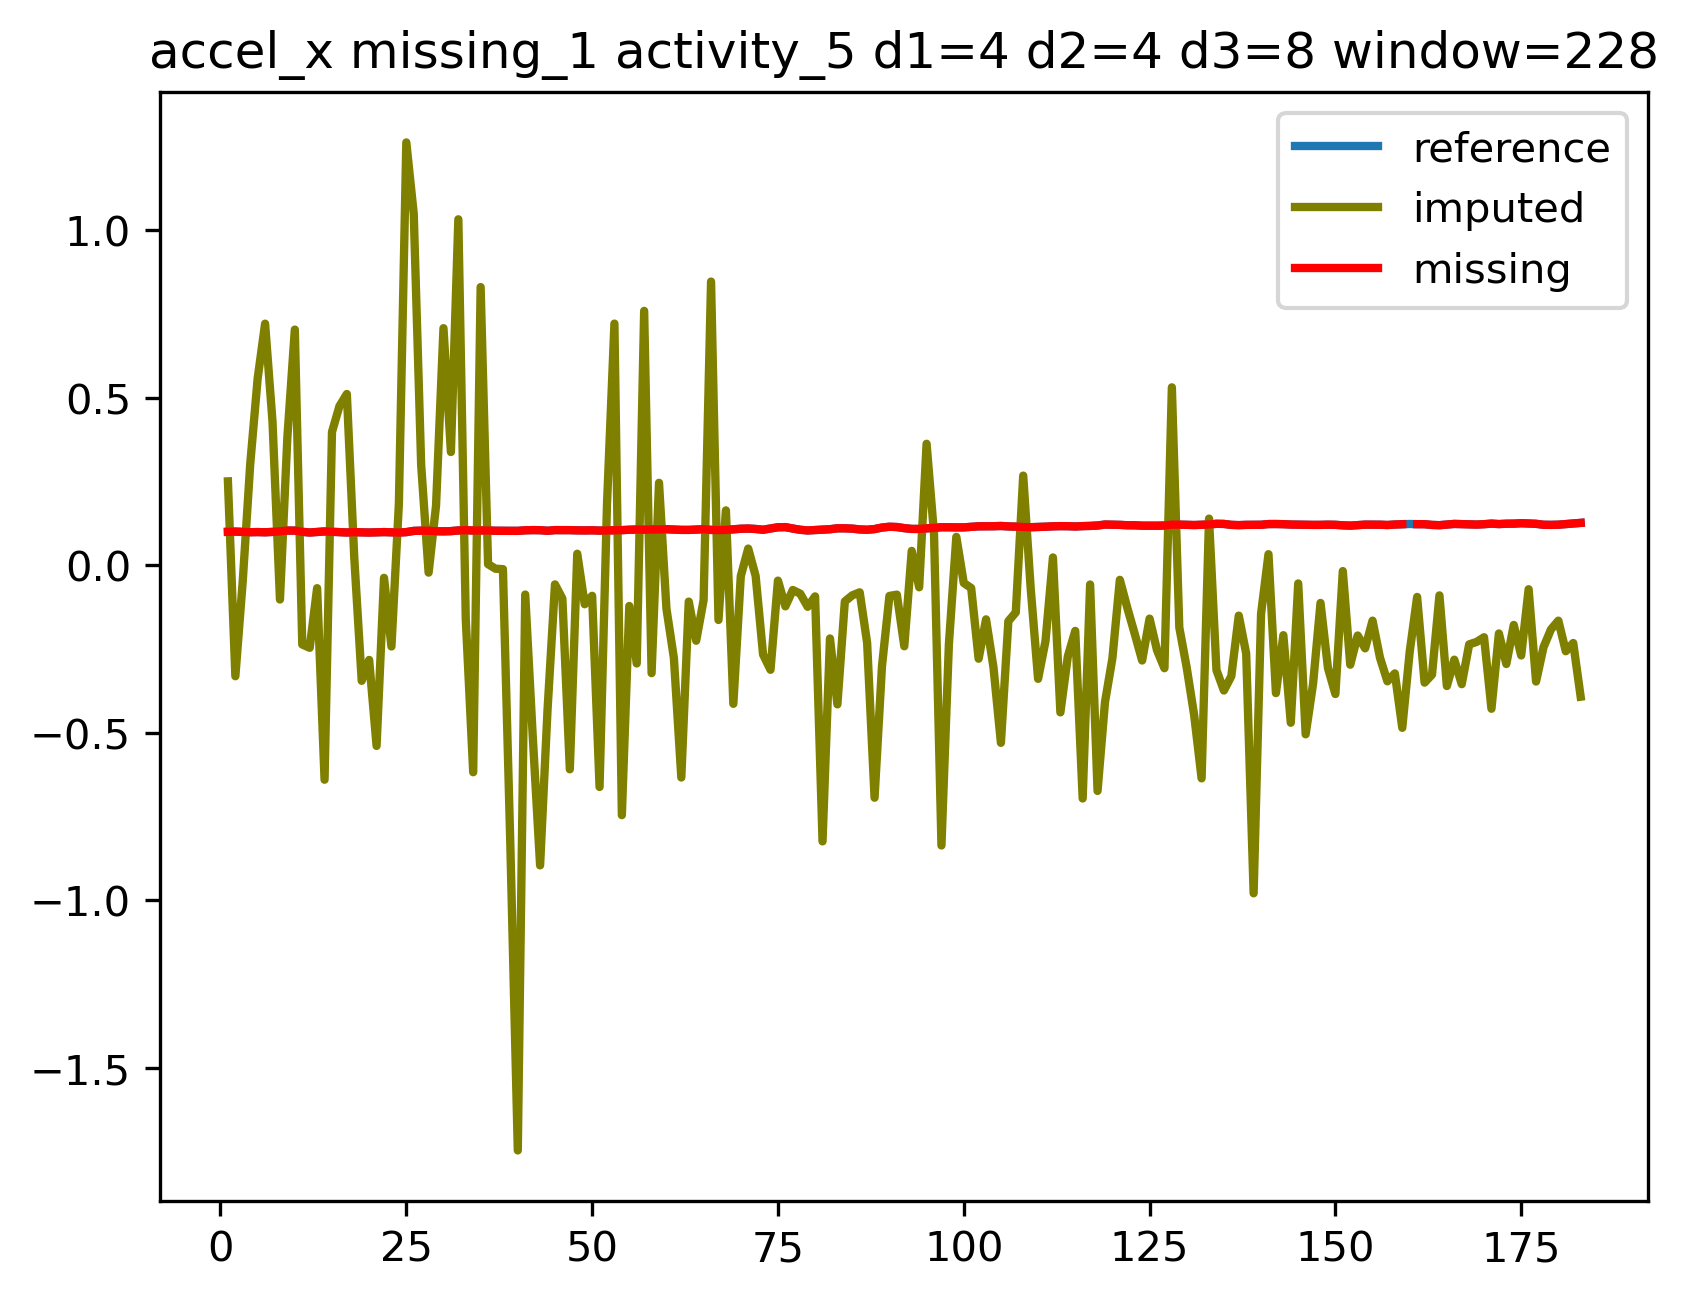 accel_x missing_1 activity_5 d1=4 d2=4 d3=8 window=228
reference
imputed
missing
1.0
0.5
0.0
−0.5
−1.0
−1.5
0 25 50 75 100 125 150 175